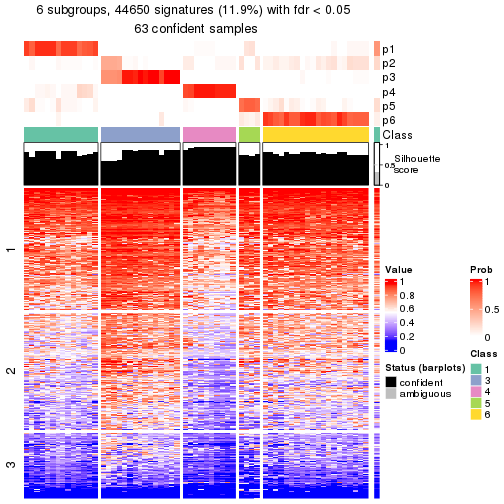 6 subgroups, 44650 signatures (11.9%) with fdr < 0.05
63 confident samples
p1
p2
p3
p4
p5
p6
Class
1
0.5
0
Silhouette
score
1
2
3
Value
1
0.8
0.6
0.4
0.2
0
Prob
1
0.5
0
Status (barplots)
confident
ambiguous
Class
1
3
4
5
6